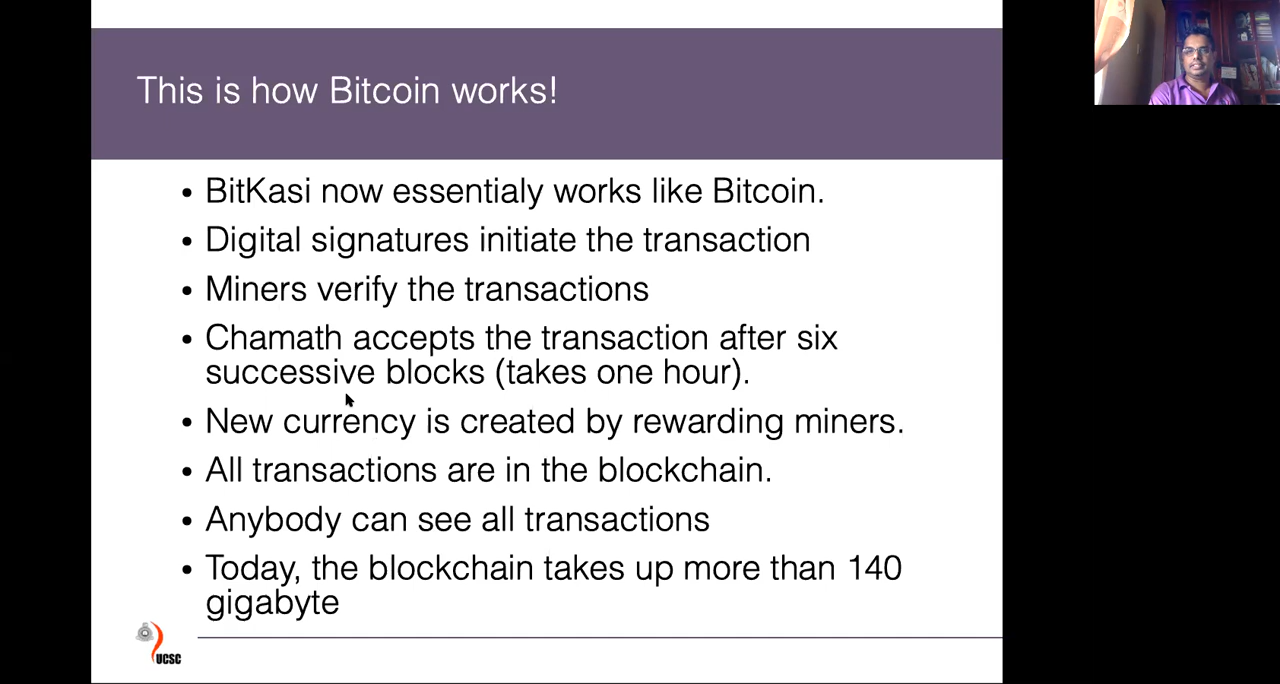 This is how Bitcoin works!
• BitKasi now essentialy works like Bitcoin.
• Digital signatures initiate the transaction
• Miners verify the transactions
• Chamath accepts the transaction after six
successive blocks (takes one hour).
• New currency is created by rewarding miners.
• All transactions are in the blockchain.
• Anybody can see all transactions
• Today, the blockchain takes up more than 140
gigabyte
UCSC